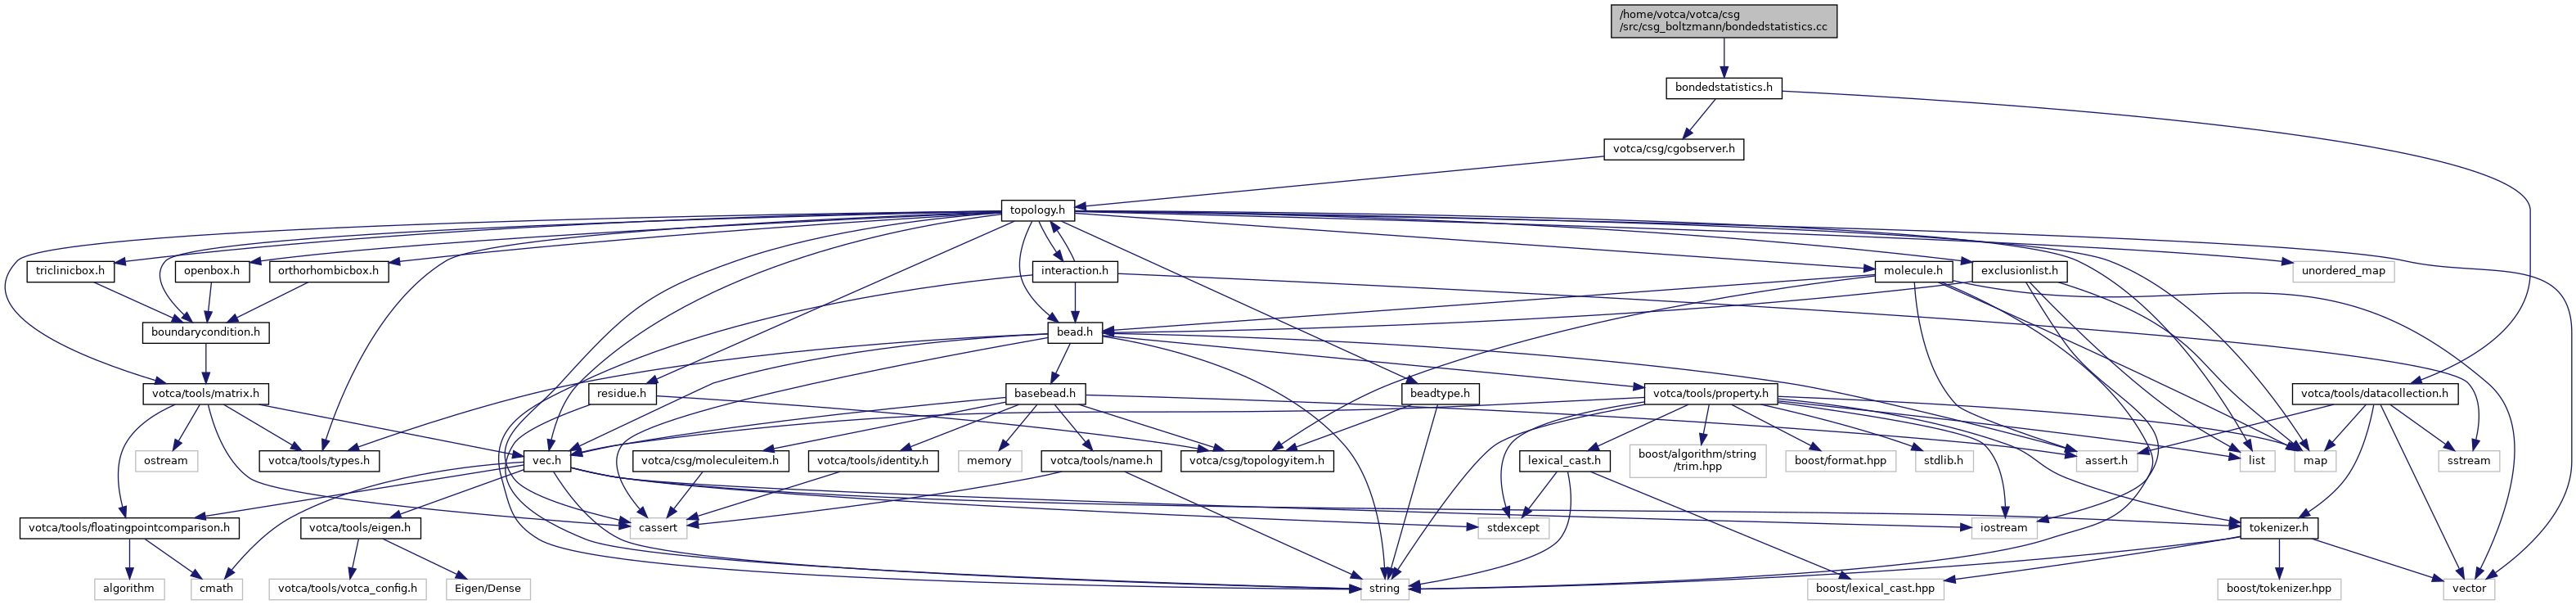 /home/votca/votca/csg
/src/csg_boltzmann/bondedstatistics.cc
bondedstatistics.h
votca/csg/cgobserver.h
topology.h
triclinicbox.h
openbox.h
orthorhombicbox.h
interaction.h
molecule.h
exclusionlist.h
unordered_map
boundarycondition.h
bead.h
votca/tools/matrix.h
residue.h
basebead.h
beadtype.h
votca/tools/property.h
votca/tools/datacollection.h
ostream
votca/tools/types.h
vec.h
votca/csg/moleculeitem.h
votca/tools/identity.h
memory
votca/tools/name.h
votca/csg/topologyitem.h
lexical_cast.h
boost/algorithm/string
/trim.hpp
boost/format.hpp
stdlib.h
assert.h
list
map
sstream
votca/tools/floatingpointcomparison.h
votca/tools/eigen.h
cassert
stdexcept
iostream
tokenizer.h
algorithm
cmath
votca/tools/votca_config.h
Eigen/Dense
string
boost/lexical_cast.hpp
boost/tokenizer.hpp
vector